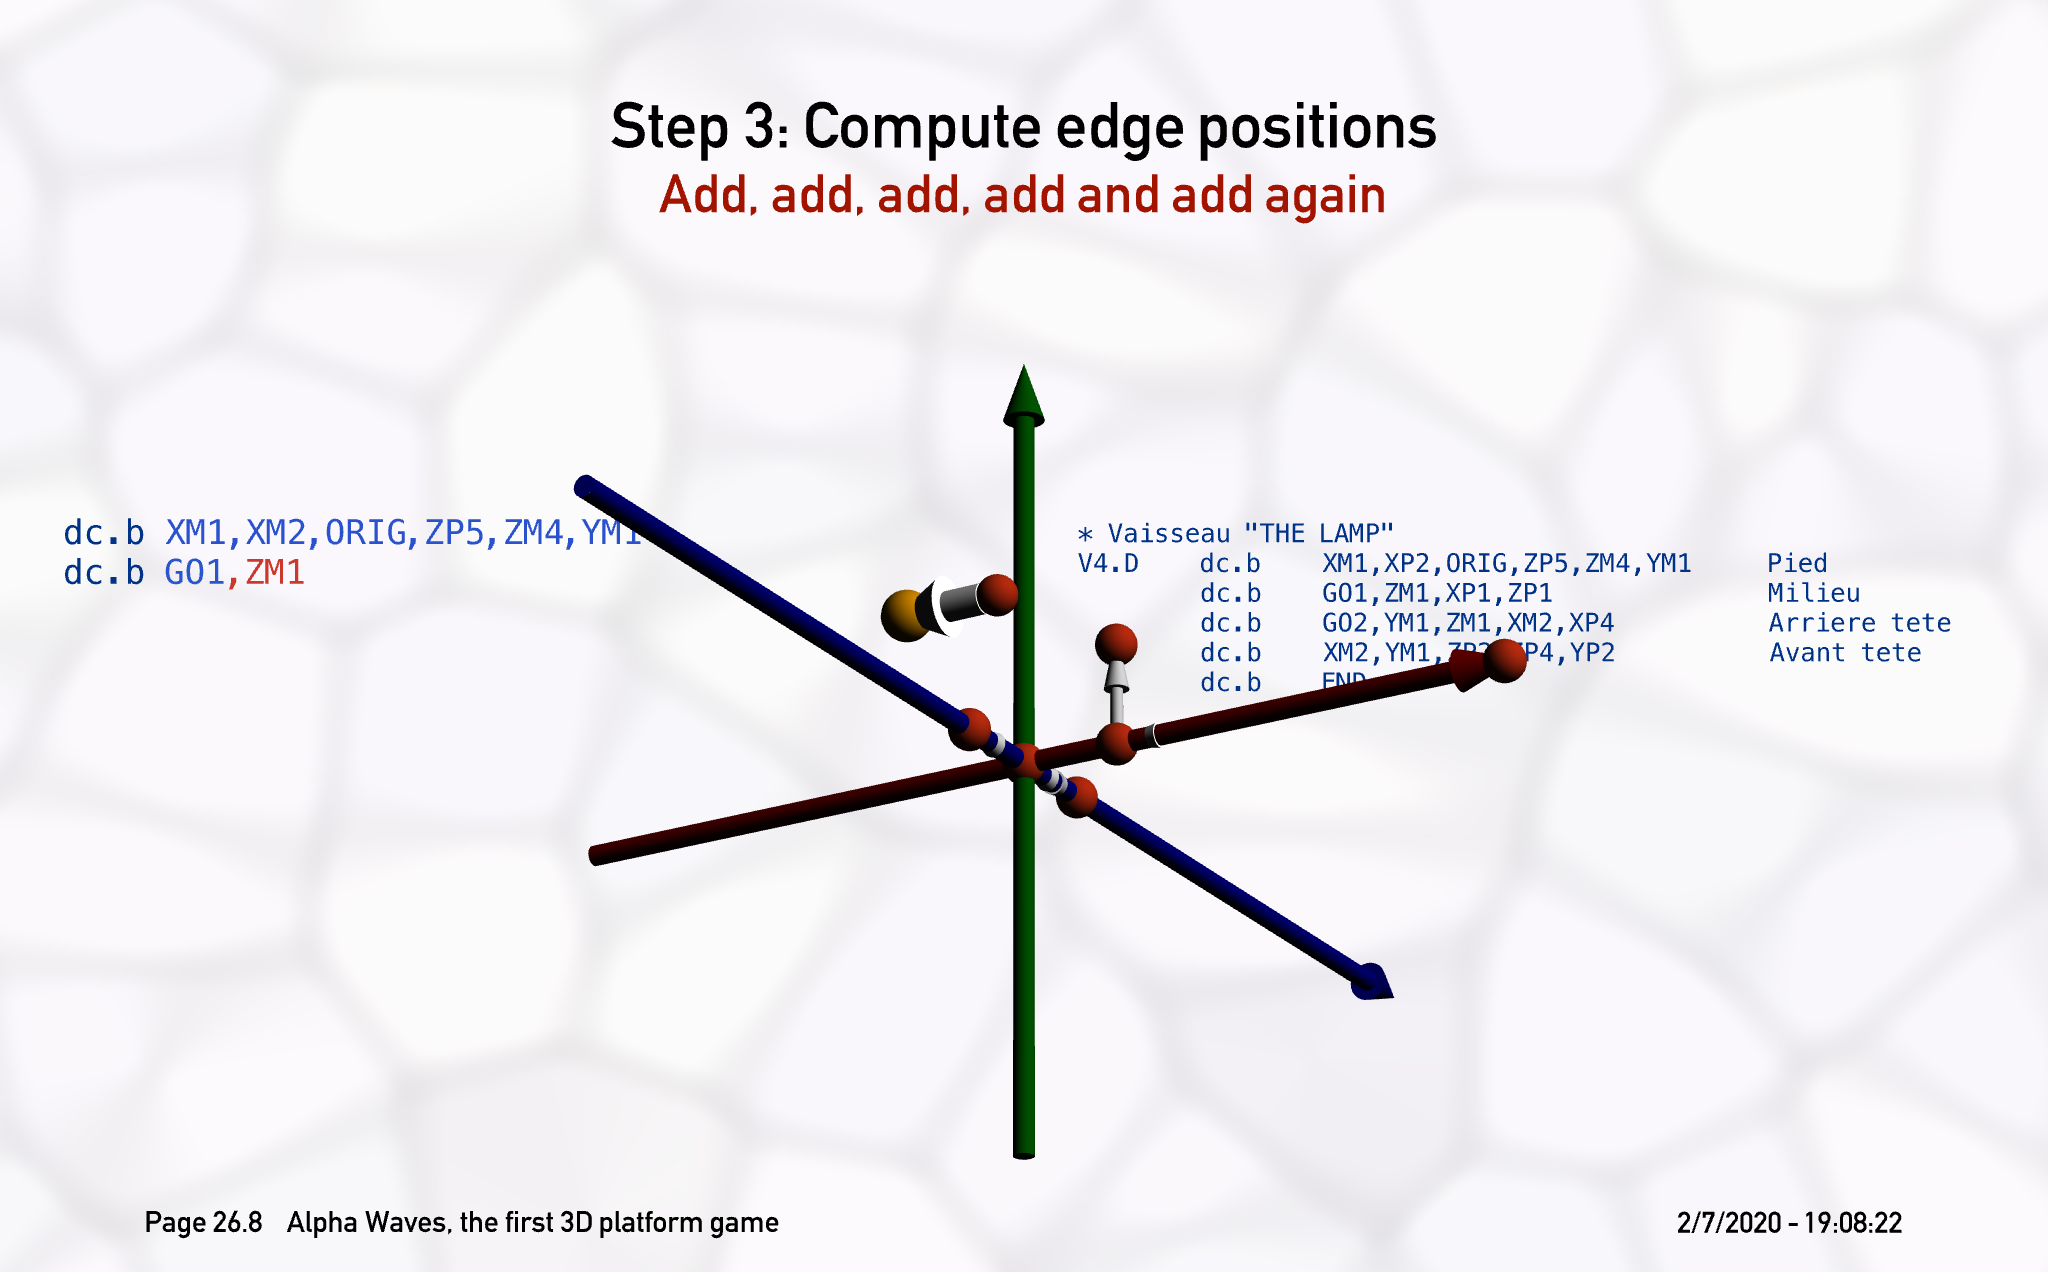 Step 3: Compute edge positions
Add, add, add, add and add again
dc.b XM1,XM2,ORIG,ZP5,ZM4,YM1
dc.b GO1,ZM1
* Vaisseau "THE LAMP"
V4.D dc.b XM1,XP2,ORIG,ZP5,ZM4,YM1 Pied
dc.b GO1,ZM1,XP1,ZP1 Milieu
dc.b GO2,YM1,ZM1,XM2,XP4 Arriere tete
dc.b XM2,YM1, YP2 Avant tete
dc.b END
Page 26.8 Alpha Waves, the first 3D platform game
2/7/2020 - 19:08:22